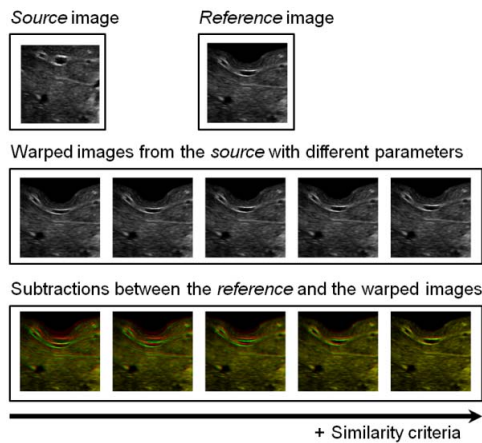 Source image
Reference image
Warped images from the source with different parameters
Subtractions between the reference and the warped images
+ Similarity criteria